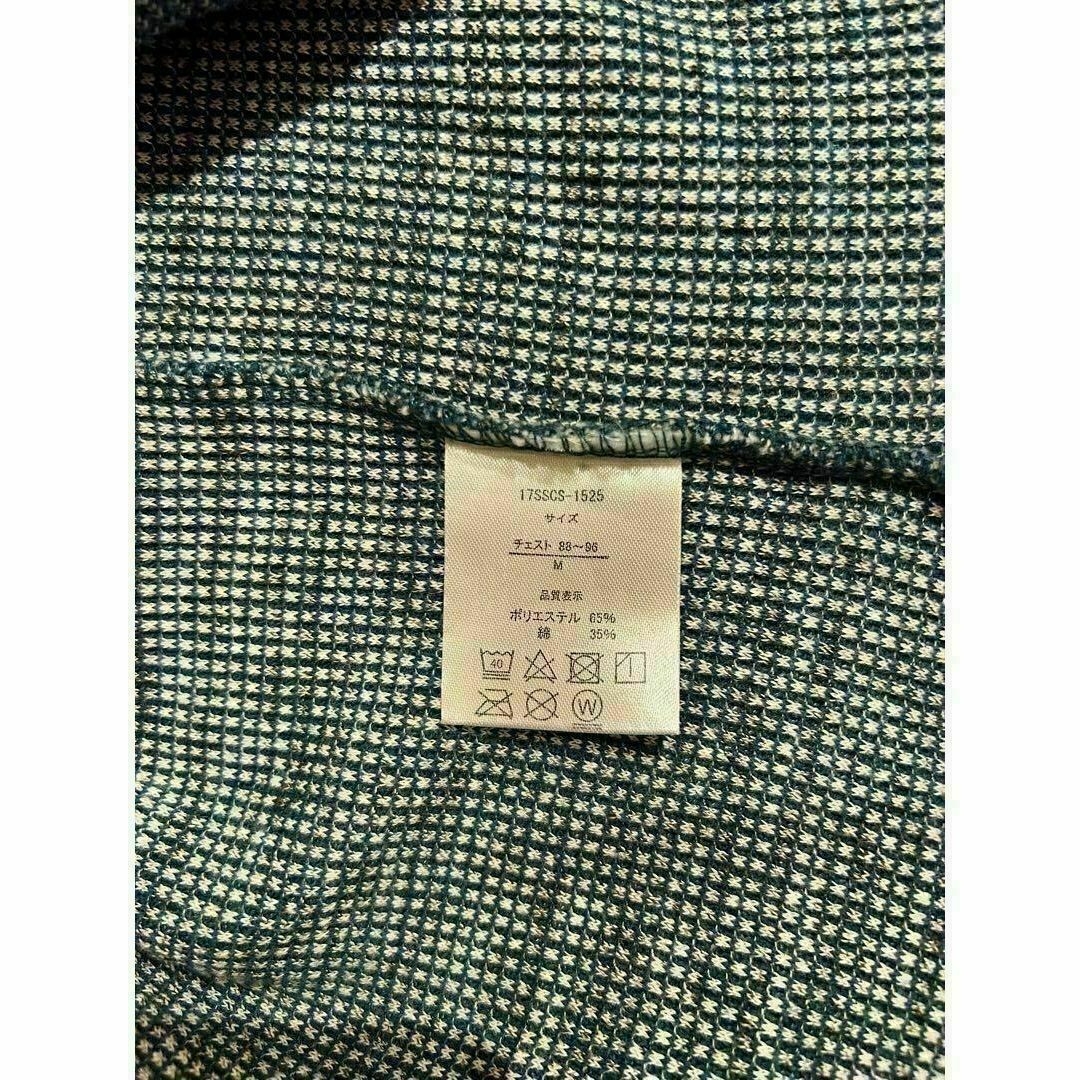 17SSCS-1525
サイズ
チェスト 88～96
M
品質表示
ポリエステル 65%
綿 35%
40
W